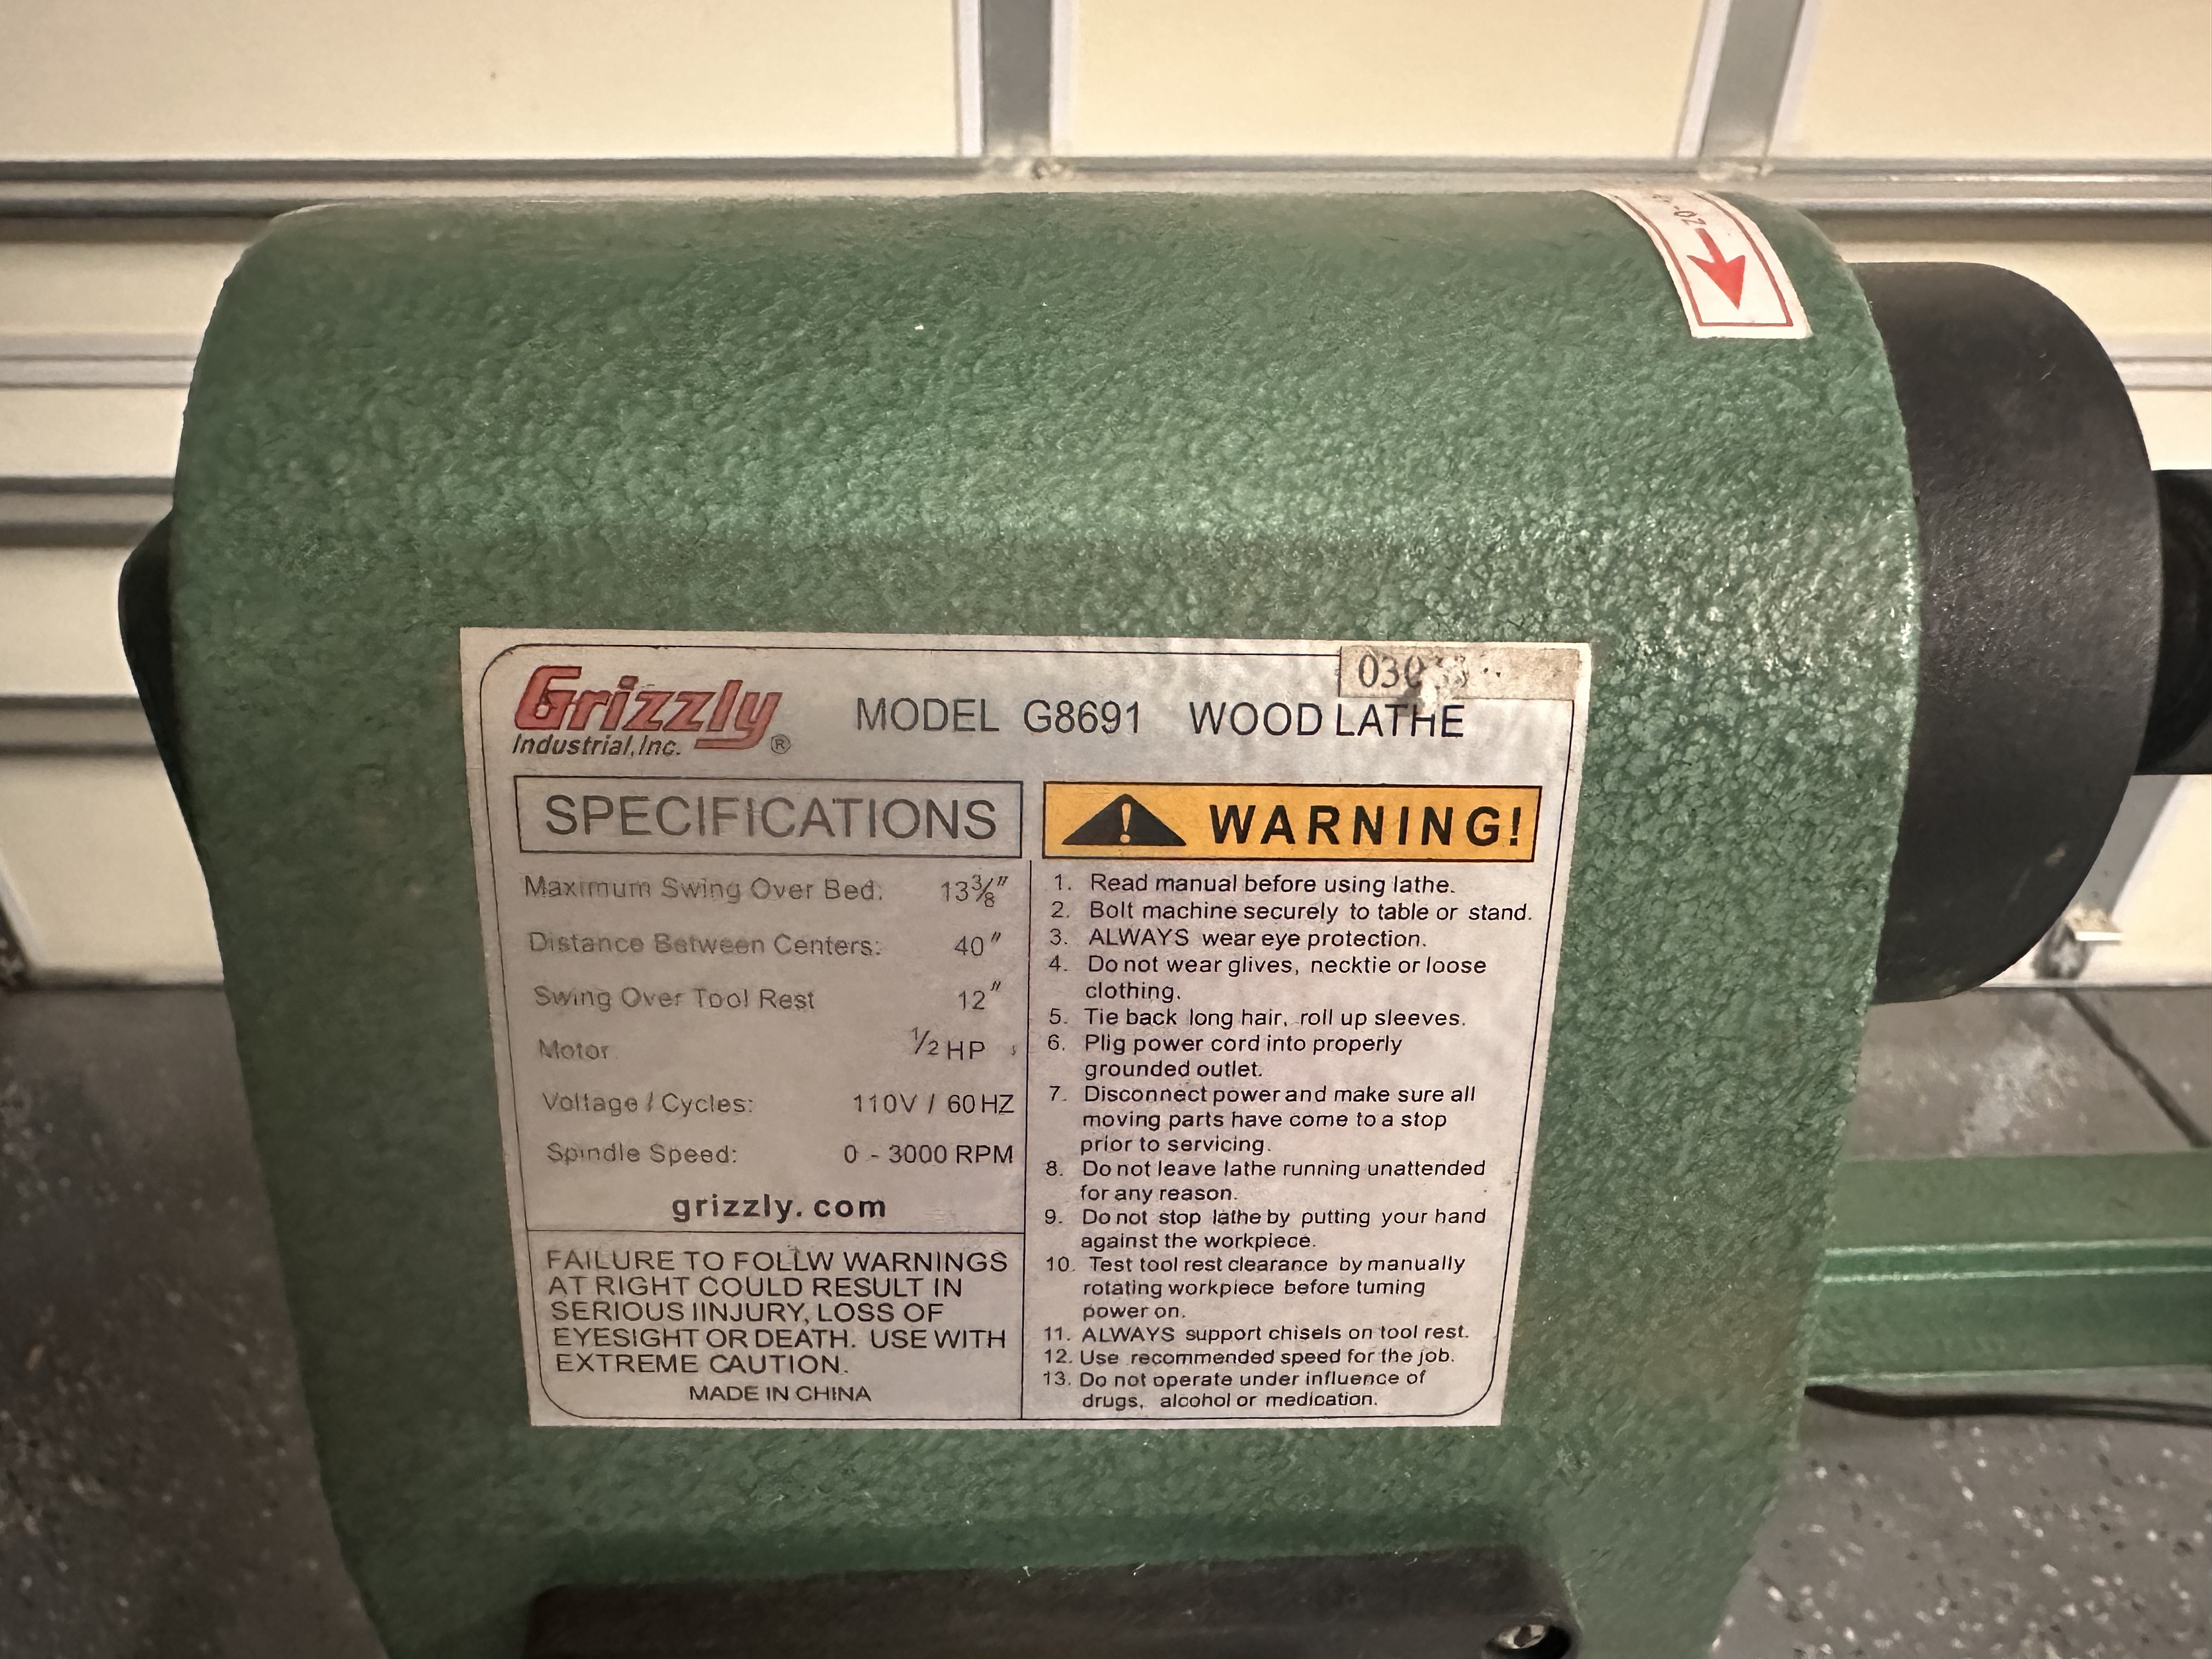 Grizzly
Industrial, Inc. ®
MODEL G8691 WOOD LATHE
SPECIFICATIONS
Maximum Swing Over Bed: 13⅜"
Distance Between Centers: 40"
Swing Over Tool Rest 12"
Motor ½ HP
Voltage / Cycles: 110V / 60 HZ
Spindle Speed: 0 - 3000 RPM
grizzly.com
FAILURE TO FOLLW WARNINGS
AT RIGHT COULD RESULT IN
SERIOUS IINJURY, LOSS OF
EYESIGHT OR DEATH. USE WITH
EXTREME CAUTION.
MADE IN CHINA
WARNING!
1. Read manual before using lathe.
2. Bolt machine securely to table or stand.
3. ALWAYS wear eye protection.
4. Do not wear glives, necktie or loose
clothing.
5. Tie back long hair, roll up sleeves.
6. Plig power cord into properly
grounded outlet.
7. Disconnect power and make sure all
moving parts have come to a stop
prior to servicing.
8. Do not leave lathe running unattended
for any reason.
9. Do not stop lathe by putting your hand
against the workpiece.
10. Test tool rest clearance by manually
rotating workpiece before tuming
power on.
11. ALWAYS support chisels on tool rest.
12. Use recommended speed for the job.
13. Do not operate under influence of
drugs, alcohol or medication.